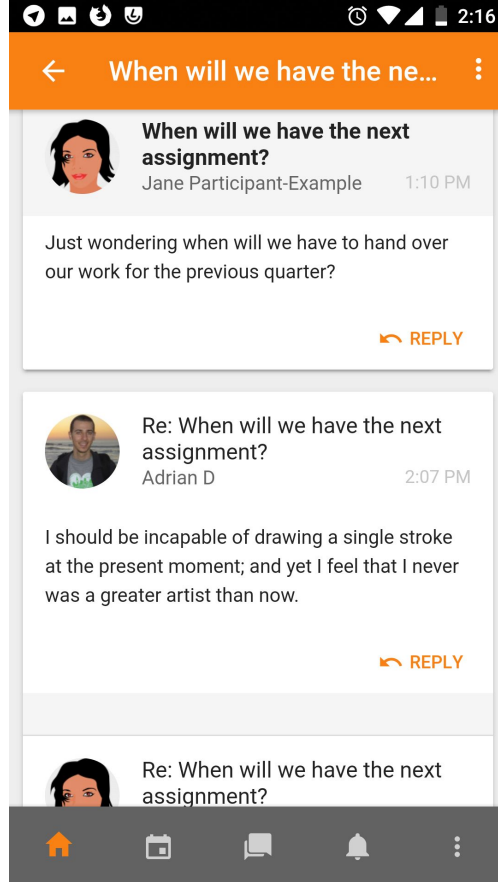 2:16
When will we have the ne...
When will we have the next
assignment?
Jane Participant-Example 1:10 PM
Just wondering when will we have to hand over
our work for the previous quarter?
REPLY
Re: When will we have the next
assignment?
Adrian D 2:07 PM
I should be incapable of drawing a single stroke
at the present moment; and yet I feel that I never
was a greater artist than now.
REPLY
Re: When will we have the next
assignment?